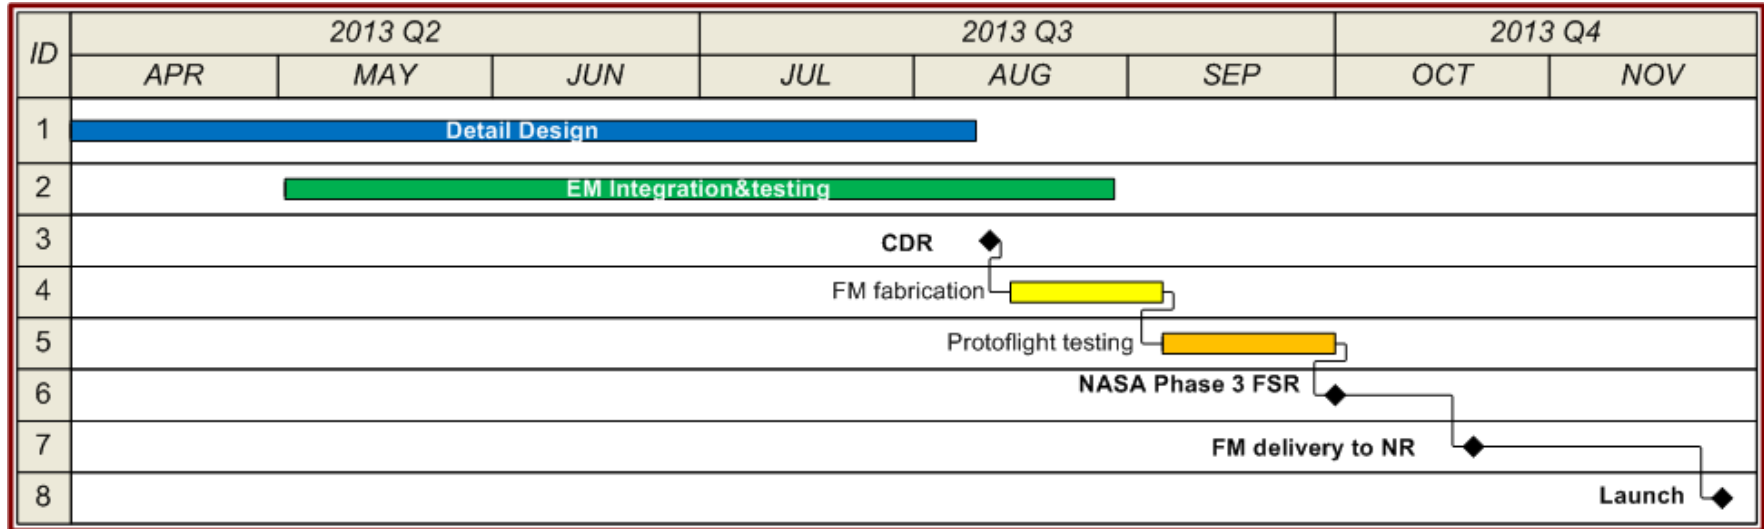 ID
2013 Q2
2013 Q3
2013 Q4
APR
MAY
JUN
JUL
AUG
SEP
OCT
NOV
1
Detail Design
2
EM Integration&testing
3
CDR
4
FM fabrication
5
Protoflight testing
6
NASA Phase 3 FSR
7
FM delivery to NR
8
Launch